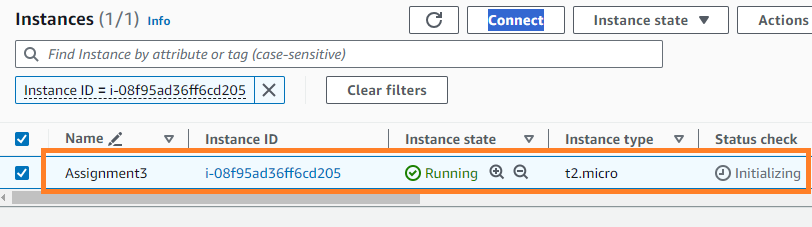 Instances (1/1) Info Connect Instance state Actions
Find Instance by attribute or tag (case-sensitive)
Instance ID = i-08f95ad36ff6cd205 Clear filters
Name Instance ID Instance state Instance type Status check
Assignment3 i-08f95ad36ff6cd205 Running t2.micro Initializing